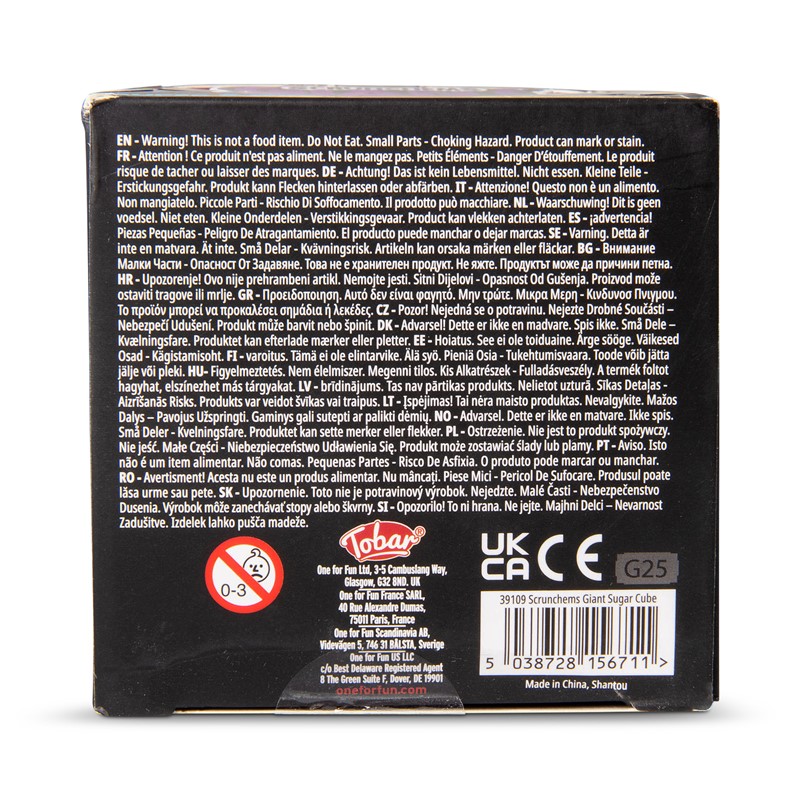 EN - Warning! This is not a food item. Do Not Eat. Small Parts - Choking Hazard. Product can mark or stain.
FR - Attention ! Ce produit n'est pas aliment. Ne le mangez pas. Petits Éléments - Danger D'étouffement. Le produit
risque de tacher ou laisser des marques. DE - Achtung! Das ist kein Lebensmittel. Nicht essen. Kleine Teile -
Erstickungsgefahr. Produkt kann Flecken hinterlassen oder abfärben. IT - Attenzione! Questo non è un alimento.
Non mangiatelo. Piccole Parti - Rischio Di Soffocamento. Il prodotto può macchiare. NL - Waarschuwing! Dit is geen
voedsel. Niet eten. Kleine Onderdelen - Verstikkingsgevaar. Product kan vlekken achterlaten. ES - ¡advertencia!
Piezas Pequeñas - Peligro De Atragantamiento. El producto puede manchar o dejar marcas. SE - Varning. Detta är
inte en matvara. Ät inte. Små Delar - Kvävningsrisk. Artikeln kan orsaka märken eller fläckar. BG - Внимание
Малки Части - Опасност От Задавяне. Това не е хранителен продукт. Не яжте. Продуктът може да причини петна.
HR - Upozorenje! Ovo nije prehrambeni artikl. Nemojte jesti. Sitni Dijelovi - Opasnost Od Gušenja. Proizvod može
ostaviti tragove ili mrlje. GR - Προειδοποίηση. Αυτό δεν είναι φαγητό. Μην τρώτε. Μικρα Μερη - Κινδυνοσ Πνιγμου.
Το προϊόν μπορεί να προκαλέσει σημάδια ή λεκέδες. CZ - Pozor! Nejedná se o potravinu. Nejezte Drobné Součásti –
Nebezpečí Udušení. Produkt může barvit nebo špinit. DK - Advarsel! Dette er ikke en madvare. Spis ikke. Små Dele –
Kvælningsfare. Produktet kan efterlade mærker eller pletter. EE - Hoiatus. See ei ole toiduaine. Ärge sööge. Väikesed
Osad - Kägistamisoht. FI - varoitus. Tämä ei ole elintarvike. Älä syö. Pieniä Osia - Tukehtumisvaara. Toode võib jätta
jälje või pleki. HU- Figyelmeztetés. Nem élelmiszer. Megenni tilos. Kis Alkatrészek - Fulladásveszély. A termék foltot
hagyhat, elszínezhet más tárgyakat. LV - brīdinājums. Tas nav pārtikas produkts. Nelietot uzturā. Sīkas Detaļas -
Aizrīšanās Risks. Produkts var veidot švīkas vai traipus. LT - Įspėjimas! Tai nėra maisto produktas. Nevalgykite. Mažos
Dalys – Pavojus Užspringti. Gaminys gali sutepti ar palikti dėmių. NO - Advarsel. Dette er ikke en matvare. Ikke spis.
Små Deler - Kvelningsfare. Produktet kan sette merker eller flekker. PL - Ostrzeżenie. Nie jest to produkt spożywczy.
Nie jeść. Małe Części - Niebezpieczeństwo Udławienia Się. Produkt może zostawiać ślady lub plamy. PT - Aviso. Isto
não é um item alimentar. Não comas. Pequenas Partes - Risco De Asfixia. O produto pode marcar ou manchar.
RO - Avertisment! Acesta nu este un produs alimentar. Nu mâncați. Piese Mici - Pericol De Sufocare. Produsul poate
lăsa urme sau pete. SK - Upozornenie. Toto nie je potravinový výrobok. Nejedzte. Malé Časti - Nebezpečenstvo
Dusenia. Výrobok môže zanechávať stopy alebo škvrny. SI - Opozorilo! To ni hrana. Ne jejte. Majhni Delci – Nevarnost
Zadušitve. Izdelek lahko pušča madeže.
0-3
Tobar®
One for Fun Ltd, 3-5 Cambuslang Way,
Glasgow, G32 8ND. UK
One for Fun France SARL,
40 Rue Alexandre Dumas,
75011 Paris, France
One for Fun Scandinavia AB,
Videvägen 5, 746 31 BÅLSTA, Sverige
One for Fun US LLC
c/o Best Delaware Registered Agent
8 The Green Suite F, Dover, DE 19901
oneforfun.com
UK
CA CE G25
39109 Scrunchems Giant Sugar Cube
5 038728 156711 >
Made in China, Shantou